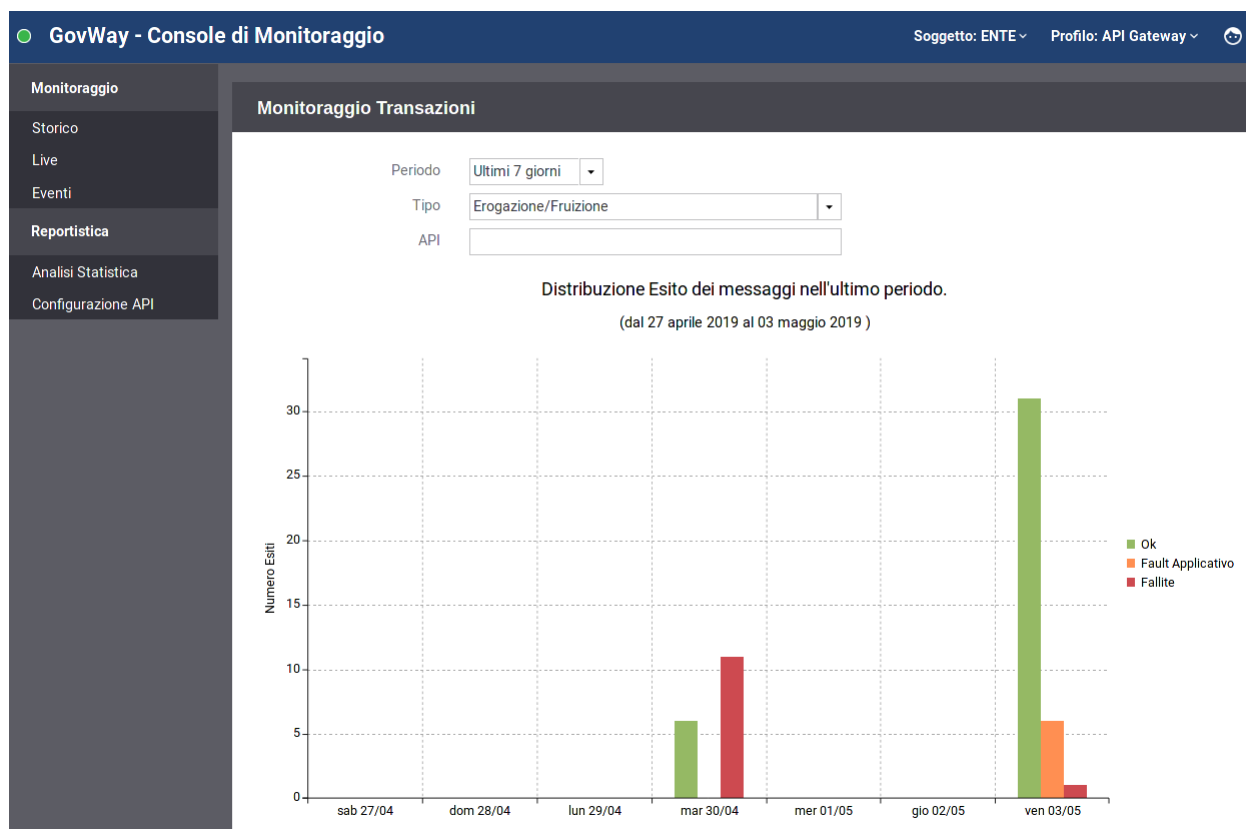 GovWay - Console di Monitoraggio
Soggetto: ENTE
Profilo: API Gateway
Monitoraggio
Storico
Live
Eventi
Reportistica
Analisi Statistica
Configurazione API
Monitoraggio Transazioni
Periodo
Ultimi 7 giorni
Tipo
Erogazione/Fruizione
API
Distribuzione Esito dei messaggi nell'ultimo periodo.
(dal 27 aprile 2019 al 03 maggio 2019 )
Numero Esiti
30
25
20
15
10
5
0
sab 27/04
dom 28/04
lun 29/04
mar 30/04
mer 01/05
gio 02/05
ven 03/05
Ok
Fault Applicativo
Fallite